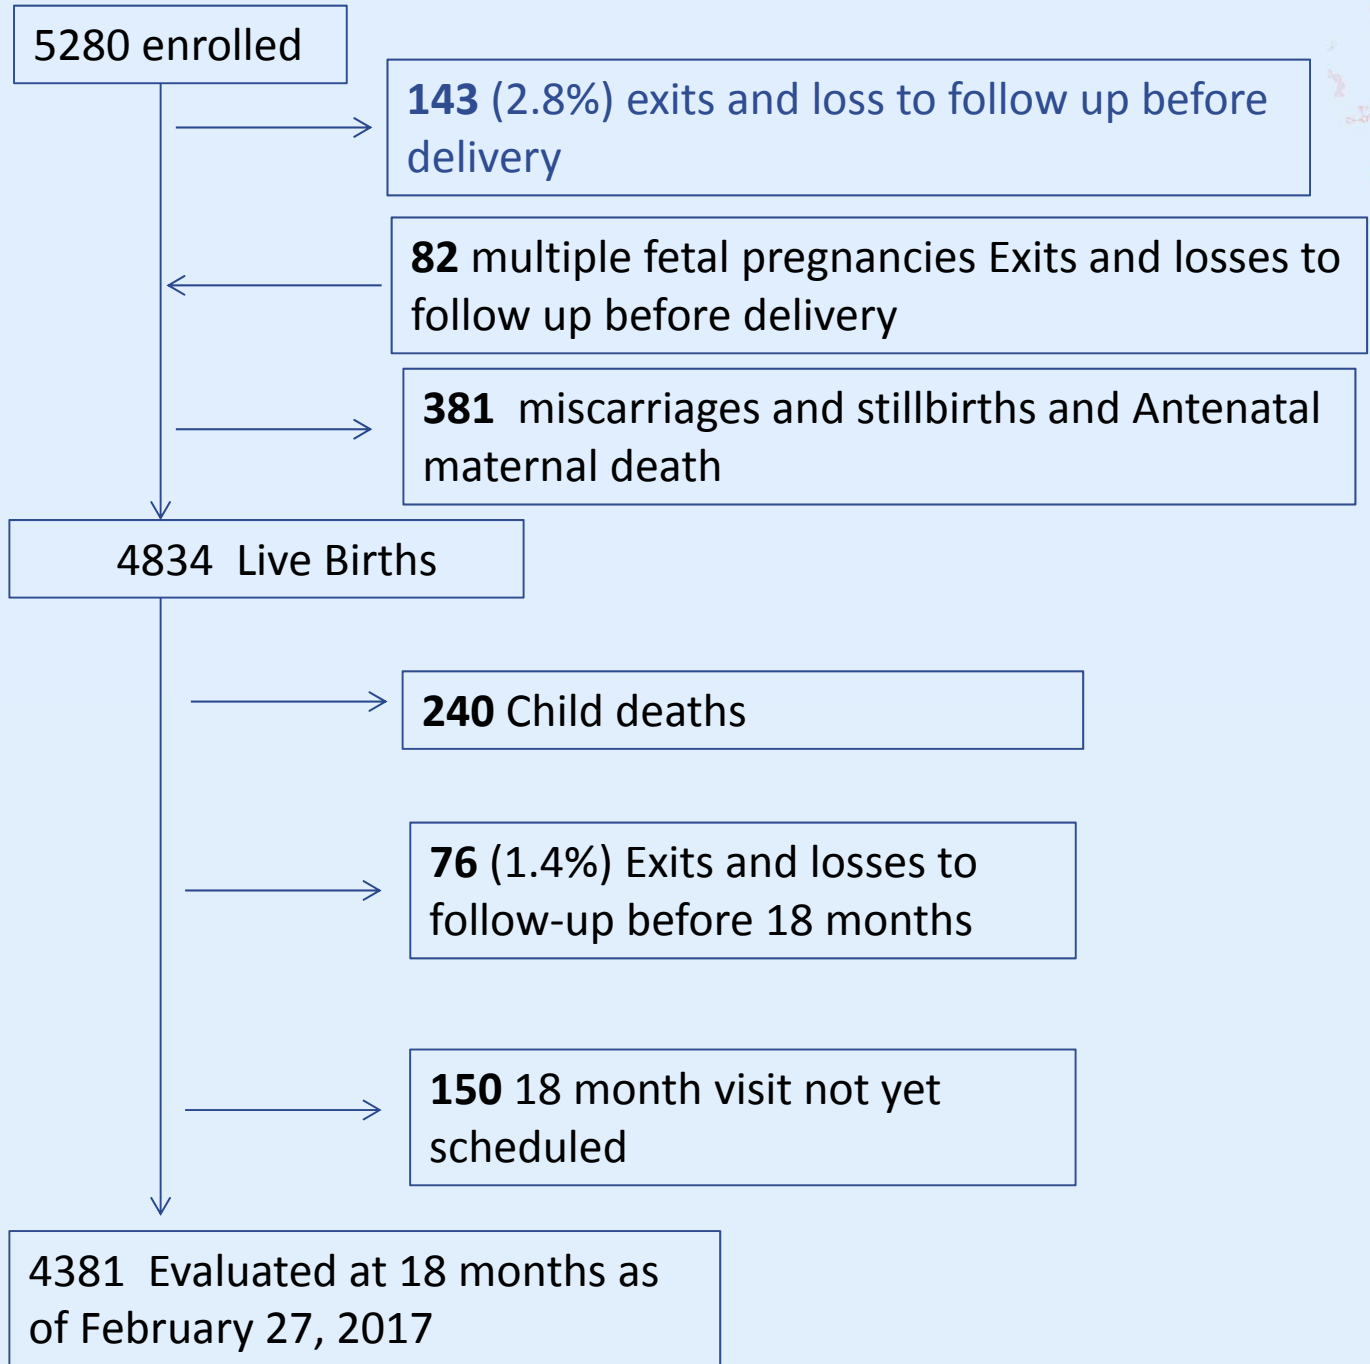 5280 enrolled
143 (2.8%) exits and loss to follow up before
delivery
82 multiple fetal pregnancies Exits and losses to
follow up before delivery
381 miscarriages and stillbirths and Antenatal
maternal death
4834 Live Births
240 Child deaths
76 (1.4%) Exits and losses to
follow-up before 18 months
150 18 month visit not yet
scheduled
4381 Evaluated at 18 months as
of February 27, 2017